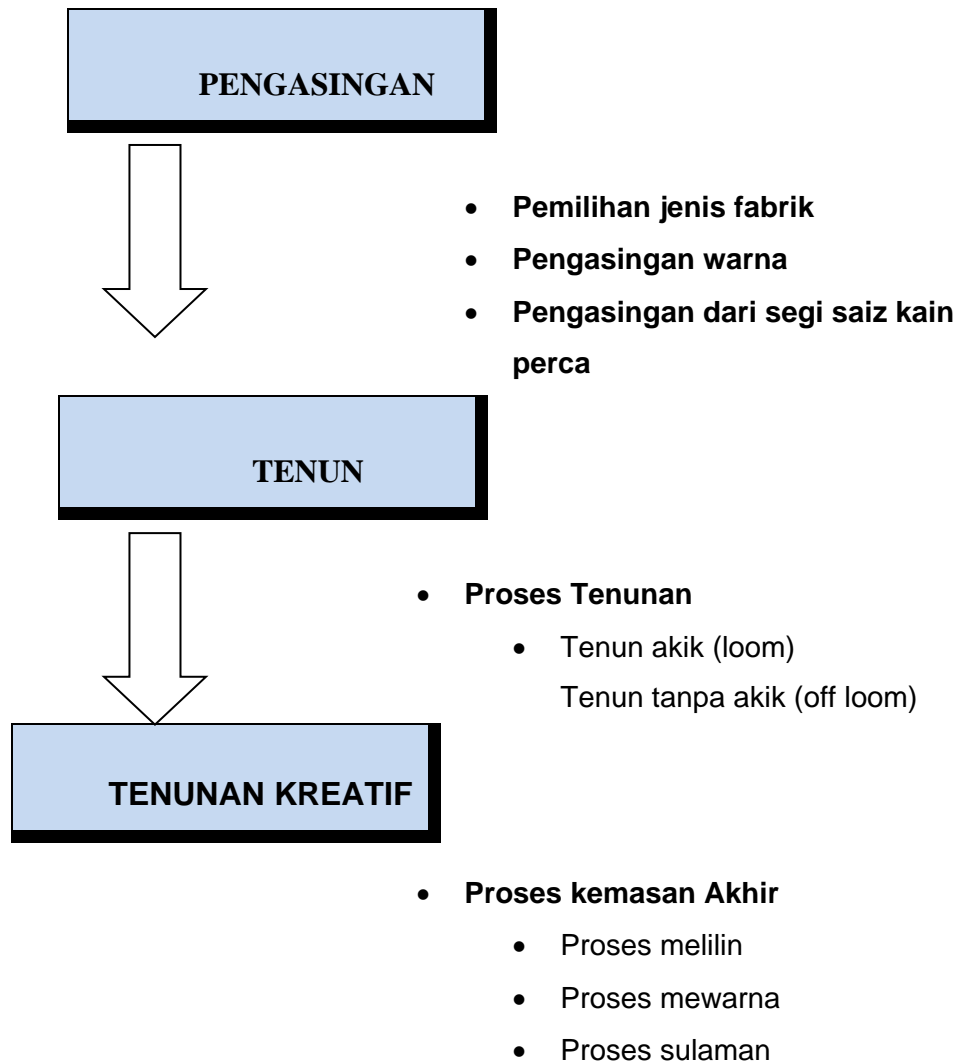 PENGASINGAN
• Pemilihan jenis fabrik
• Pengasingan warna
• Pengasingan dari segi saiz kain
perca
TENUN
• Proses Tenunan
• Tenun akik (loom)
Tenun tanpa akik (off loom)
TENUNAN KREATIF
• Proses kemasan Akhir
• Proses melilin
• Proses mewarna
• Proses sulaman